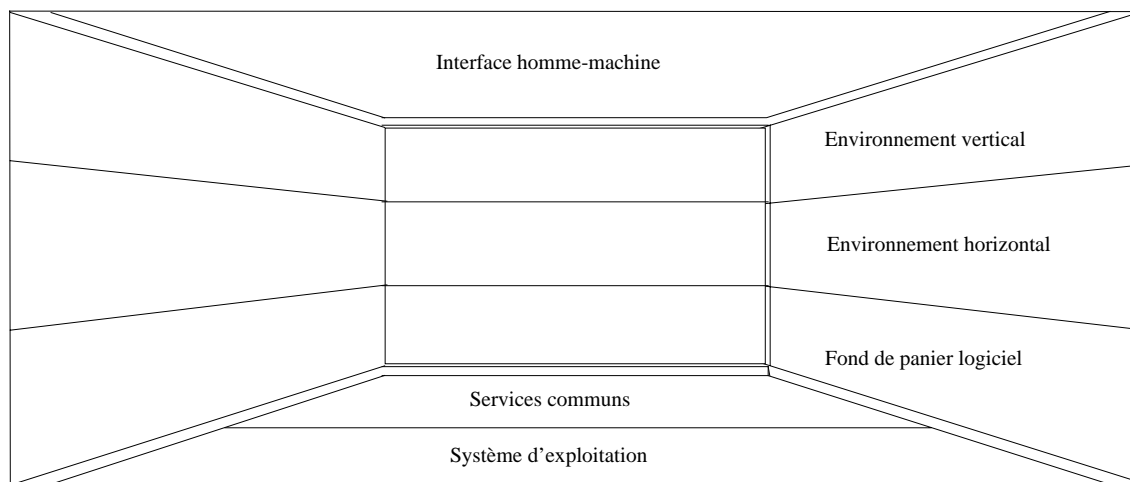 Interface homme-machine
Environnement vertical
Environnement horizontal
Fond de panier logiciel
Services communs
Système d’exploitation